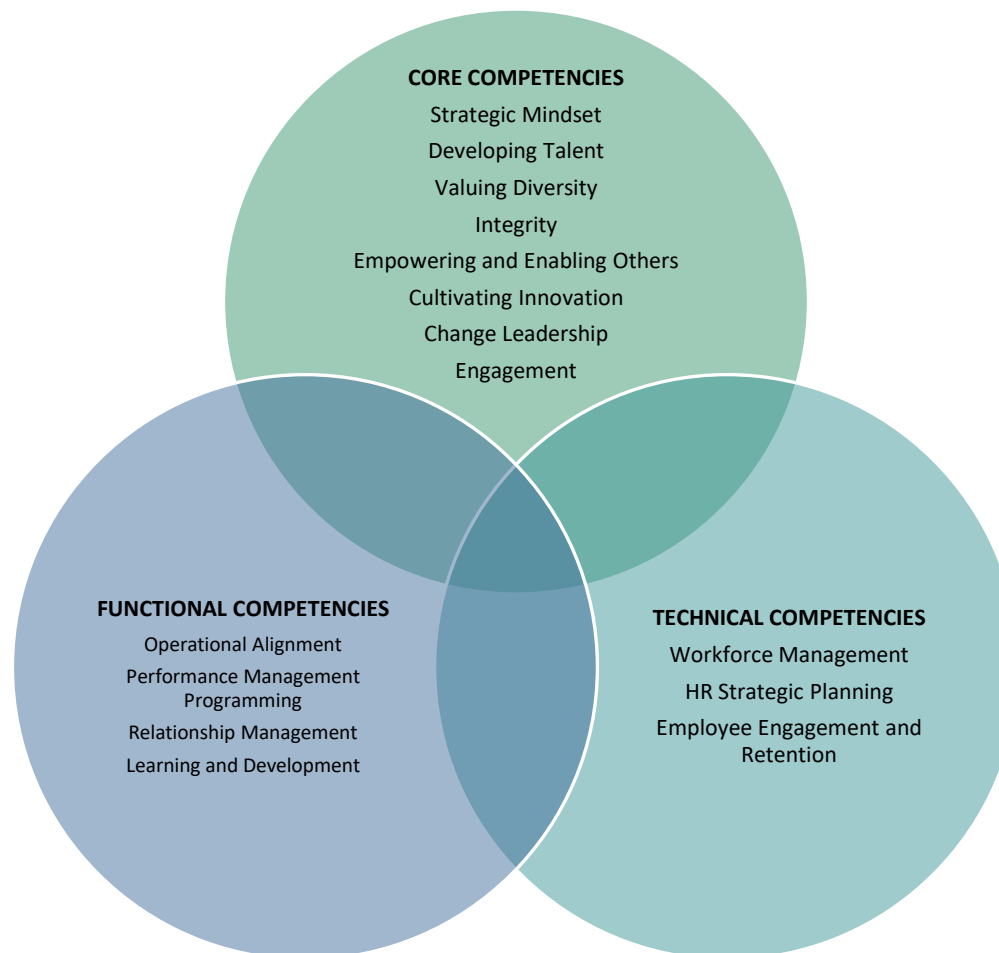 CORE COMPETENCIES
Strategic Mindset
Developing Talent
Valuing Diversity
Integrity
Empowering and Enabling Others
Cultivating Innovation
Change Leadership
Engagement
FUNCTIONAL COMPETENCIES
Operational Alignment
Performance Management
Programming
Relationship Management
Learning and Development
TECHNICAL COMPETENCIES
Workforce Management
HR Strategic Planning
Employee Engagement and
Retention